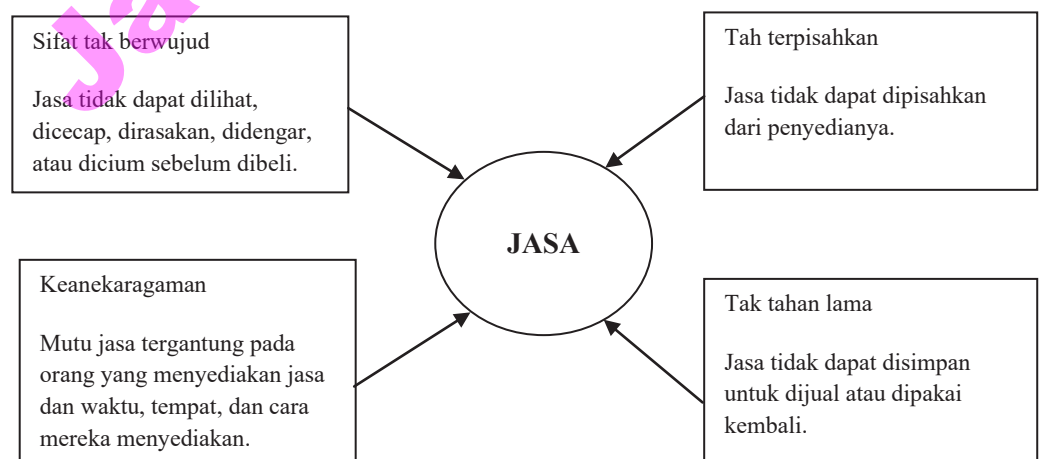 Sifat tak berwujud
Jasa tidak dapat dilihat,
dicecap, dirasakan, didengar,
atau dicium sebelum dibeli.
Tah terpisahkan
Jasa tidak dapat dipisahkan
dari penyedianya.
JASA
Keanekaragaman
Mutu jasa tergantung pada
orang yang menyediakan jasa
dan waktu, tempat, dan cara
mereka menyediakan.
Tak tahan lama
Jasa tidak dapat disimpan
untuk dijual atau dipakai
kembali.